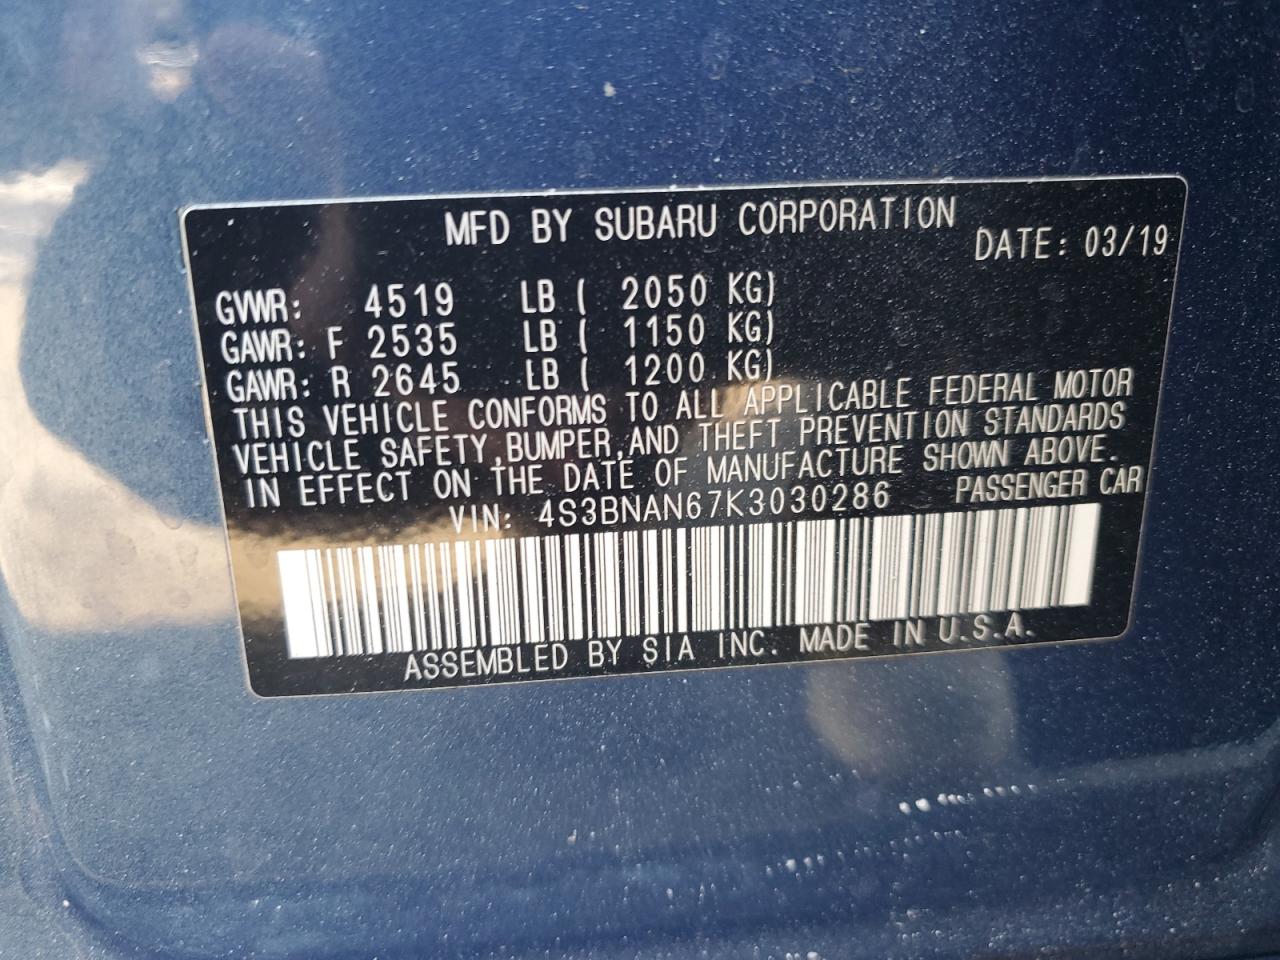 MFD BY SUBARU CORPORATION
DATE: 03/19
GVWR: 4519 LB ( 2050 KG)
GAWR: F 2535 LB ( 1150 KG)
GAWR: R 2645 LB ( 1200 KG)
THIS VEHICLE CONFORMS TO ALL APPLICABLE FEDERAL MOTOR
VEHICLE SAFETY,BUMPER,AND THEFT PREVENTION STANDARDS
IN EFFECT ON THE DATE OF MANUFACTURE SHOWN ABOVE.
VIN: 4S3BNAN67K3030286 PASSENGER CAR
ASSEMBLED BY SIA INC. MADE IN U.S.A.